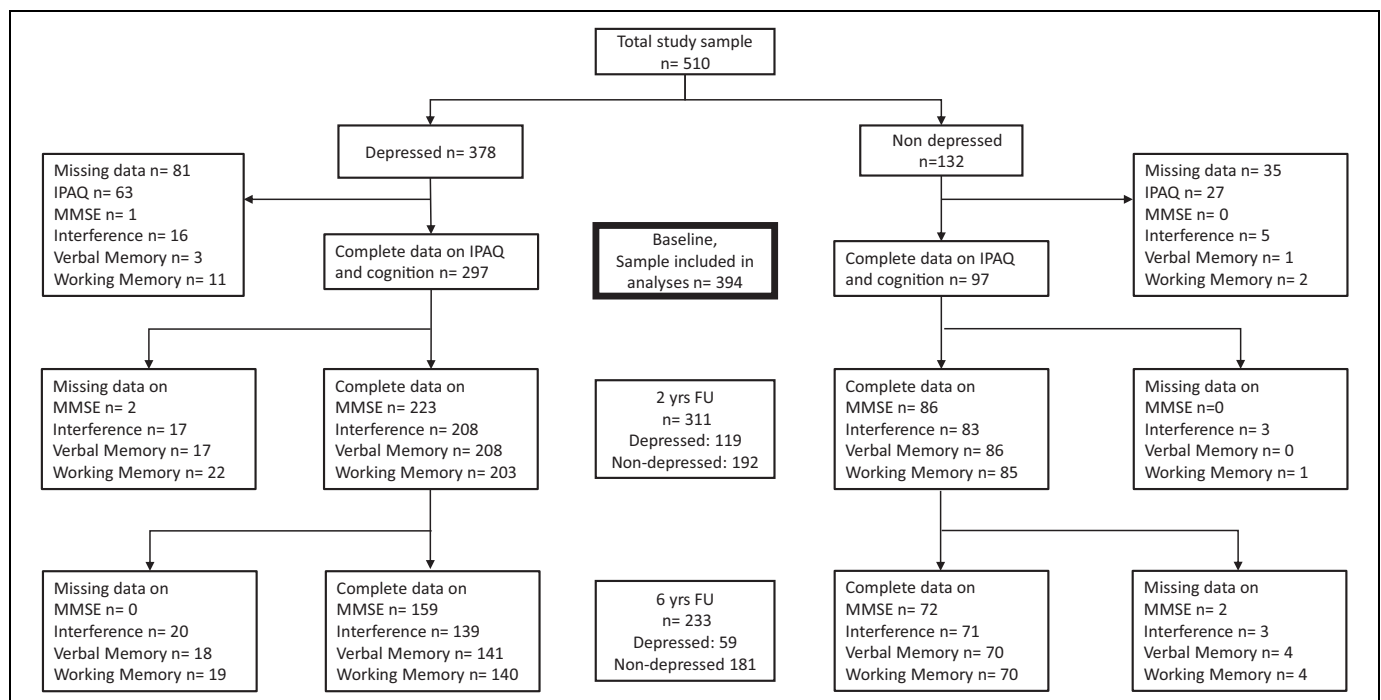 Total study sample
n= 510
Depressed n= 378
Non depressed
n=132
Missing data n= 81
IPAQ n= 63
MMSE n= 1
Interference n= 16
Verbal Memory n= 3
Working Memory n= 11
Complete data on IPAQ
and cognition n= 297
Baseline,
Sample included in
analyses n= 394
Complete data on IPAQ
and cognition n= 97
Missing data n= 35
IPAQ n= 27
MMSE n= 0
Interference n= 5
Verbal Memory n= 1
Working Memory n= 2
Missing data on
MMSE n= 2
Interference n= 17
Verbal Memory n= 17
Working Memory n= 22
Complete data on
MMSE n= 223
Interference n= 208
Verbal Memory n= 208
Working Memory n= 203
2 yrs FU
n= 311
Depressed: 119
Non-depressed: 192
Complete data on
MMSE n= 86
Interference n= 83
Verbal Memory n= 86
Working Memory n= 85
Missing data on
MMSE n=0
Interference n= 3
Verbal Memory n= 0
Working Memory n= 1
Missing data on
MMSE n= 0
Interference n= 20
Verbal Memory n= 18
Working Memory n= 19
Complete data on
MMSE n= 159
Interference n= 139
Verbal Memory n= 141
Working Memory n= 140
6 yrs FU
n= 233
Depressed: 59
Non-depressed 181
Complete data on
MMSE n= 72
Interference n= 71
Verbal Memory n= 70
Working Memory n= 70
Missing data on
MMSE n= 2
Interference n= 3
Verbal Memory n= 4
Working Memory n= 4